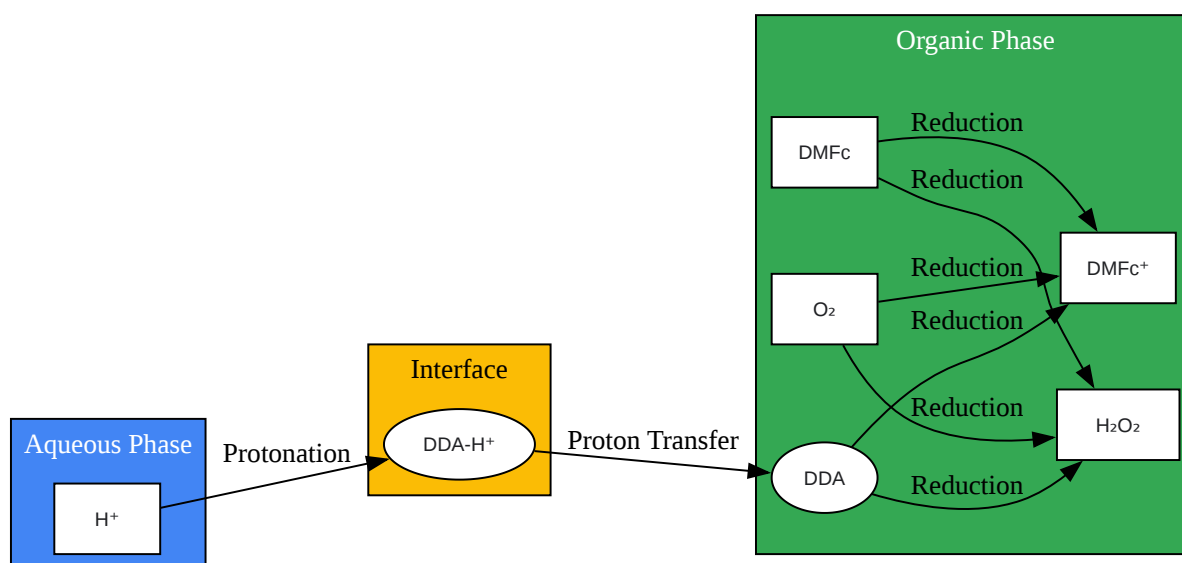 Organic Phase
DMFc
Reduction
Reduction
DMFc⁺
O₂
Reduction
Reduction
Interface
DDA-H⁺
Aqueous Phase
Protonation
Proton Transfer
H⁺
DDA
Reduction
Reduction
H₂O₂